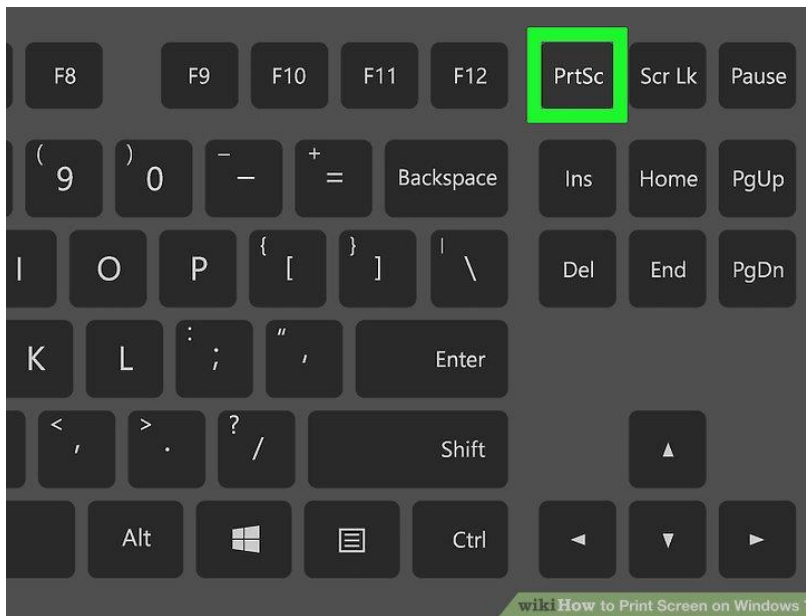 F8 F9 F10 F11 F12 PrtSc Scr Lk Pause
( 9 ) 0 _ - + = Backspace Ins Home PgUp
I O P { [ } ] | \ Del End PgDn
K L : ; " ' Enter
< , > . ? / Shift
Alt Ctrl
wikiHow to Print Screen on Windows